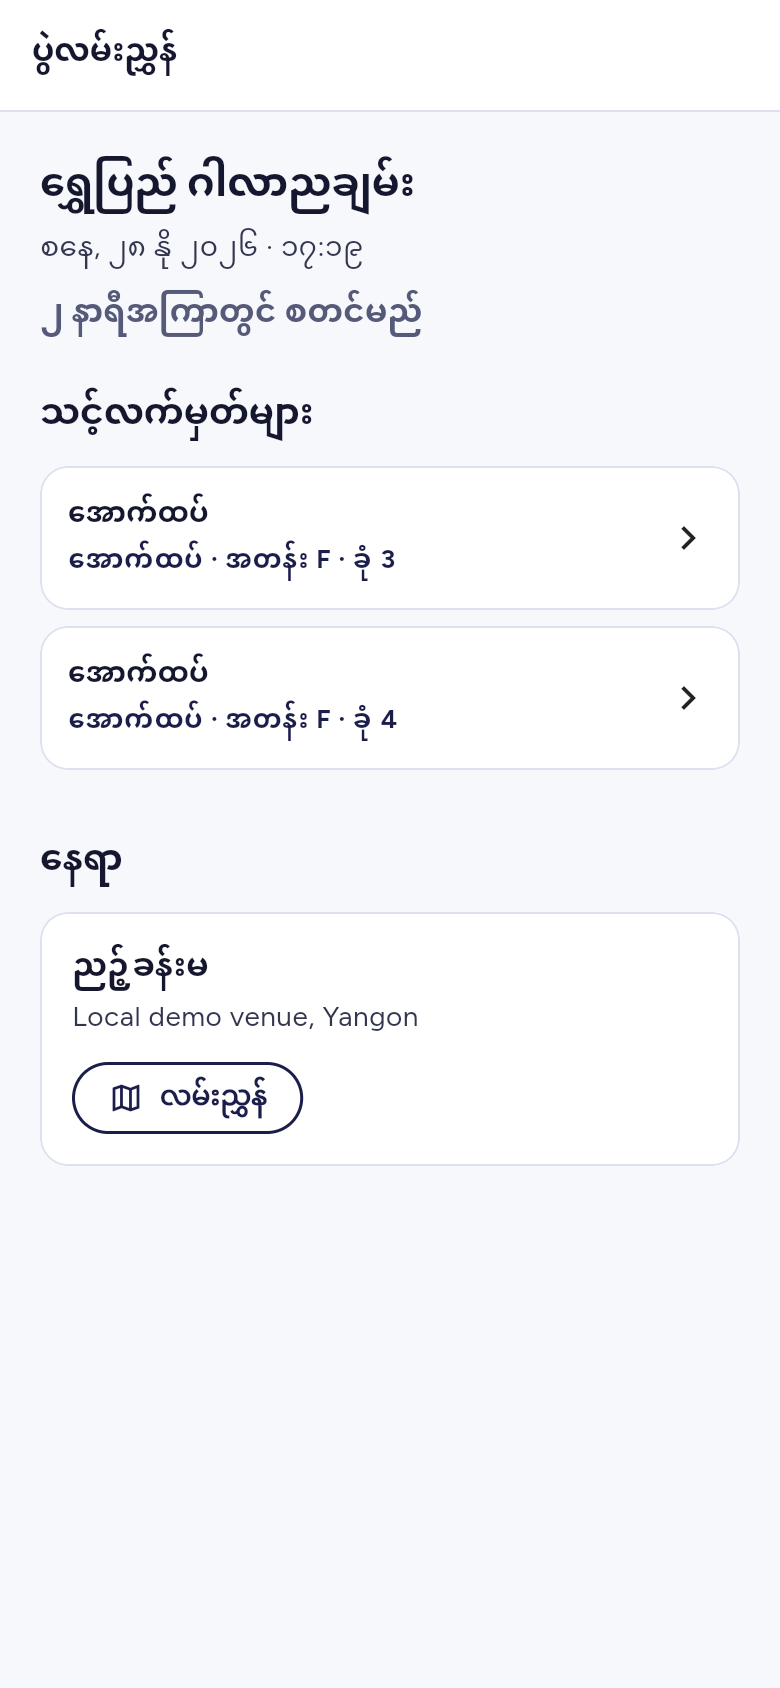 ပွဲလမ်းညွှန်
ရွှေပြည် ဂါလာညချမ်း
စနေ, ၂၈ နို ၂၀၂၆ · ၁၇:၁၉
၂ နာရီအကြာတွင် စတင်မည်
သင့်လက်မှတ်များ
အောက်ထပ်
အောက်ထပ် · အတန်း F · ခုံ 3
အောက်ထပ်
အောက်ထပ် · အတန်း F · ခုံ 4
နေရာ
ညဉ့်ခန်းမ
Local demo venue, Yangon
လမ်းညွှန်